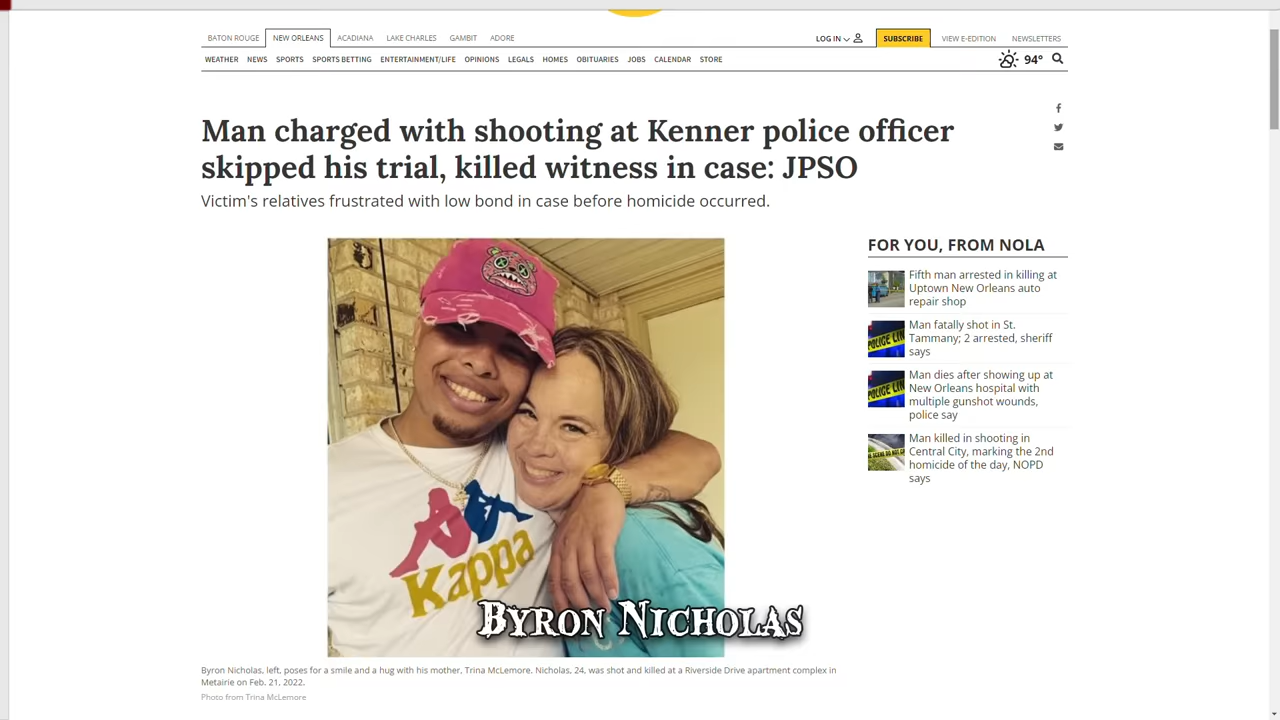 BATON ROUGE NEW ORLEANS ACADIANA LAKE CHARLES GAMBIT ADORE LOG IN SUBSCRIBE VIEW E-EDITION NEWSLETTERS
WEATHER NEWS SPORTS SPORTS BETTING ENTERTAINMENT/LIFE OPINIONS LEGALS HOMES OBITUARIES JOBS CALENDAR STORE 94°
Man charged with shooting at Kenner police officer
skipped his trial, killed witness in case: JPSO
Victim's relatives frustrated with low bond in case before homicide occurred.
Kappa
BYRON NICHOLAS
Byron Nicholas, left, poses for a smile and a hug with his mother, Trina McLemore. Nicholas, 24, was shot and killed at a Riverside Drive apartment complex in
Metairie on Feb. 21, 2022.
Photo from Trina McLemore
FOR YOU, FROM NOLA
Fifth man arrested in killing at
Uptown New Orleans auto
repair shop
Man fatally shot in St.
Tammany; 2 arrested, sheriff
says
Man dies after showing up at
New Orleans hospital with
multiple gunshot wounds,
police say
Man killed in shooting in
Central City, marking the 2nd
homicide of the day, NOPD
says